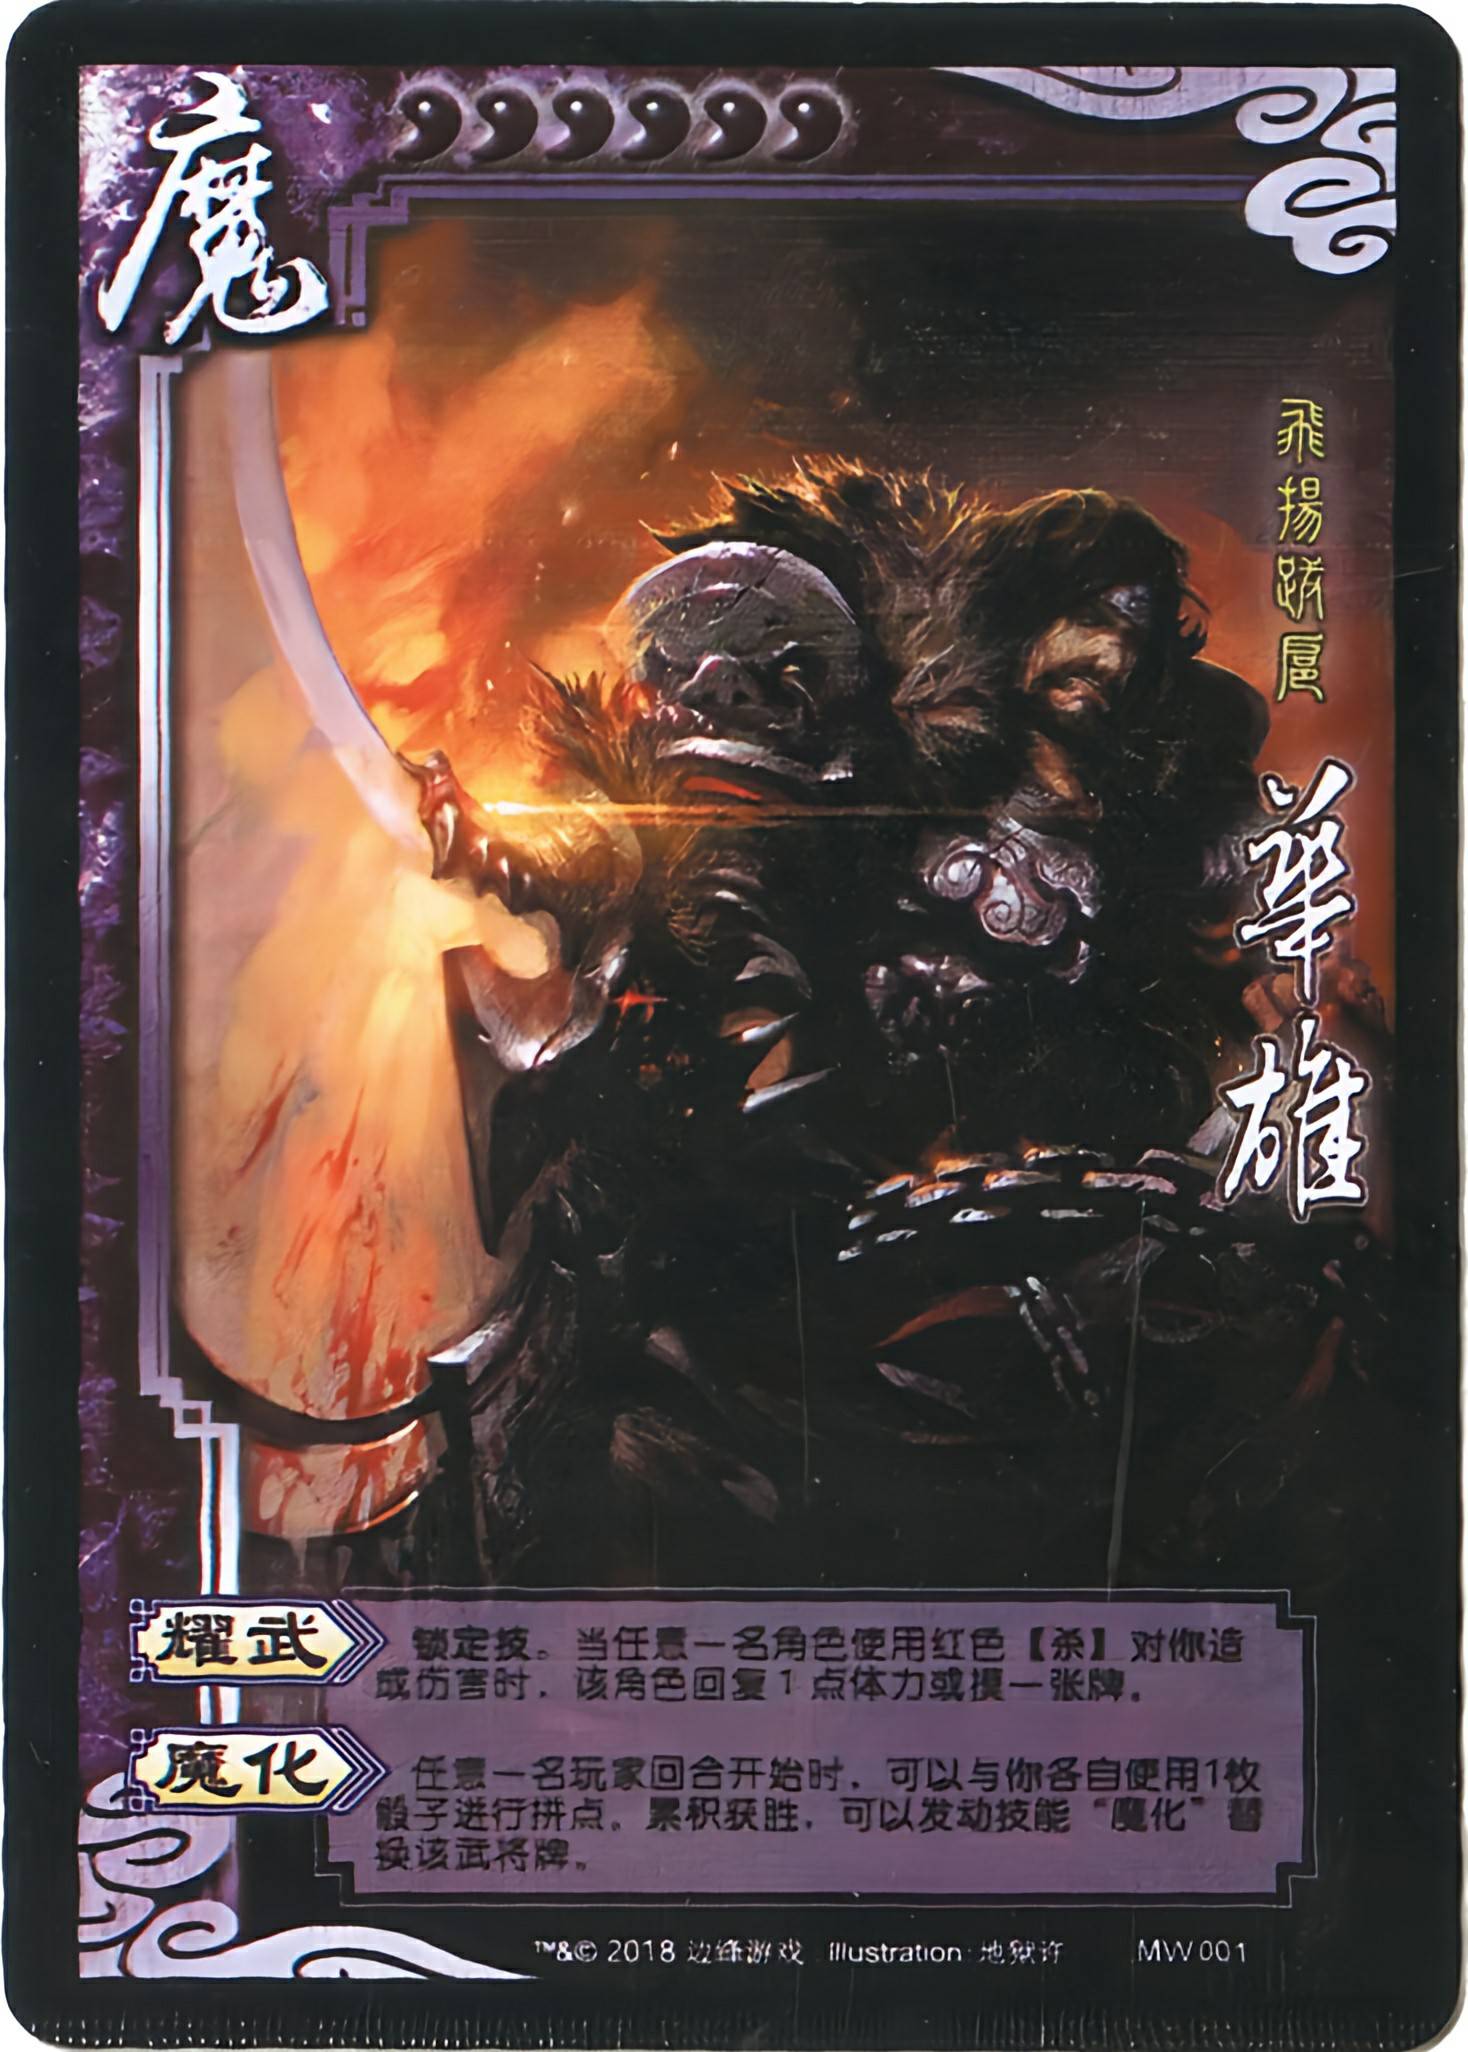 魔
飛揚跋扈
華雄
耀武
锁定技。当任意一名角色使用红色【杀】对你造
成伤害时，该角色回复1点体力或摸一张牌。
魔化
任意一名玩家回合开始时，可以与你各自使用1枚
骰子进行拼点。累积获胜，可以发动技能“魔化”替
换该武将牌。
™&© 2018 边锋游戏 Illustration：地狱许 MW 001